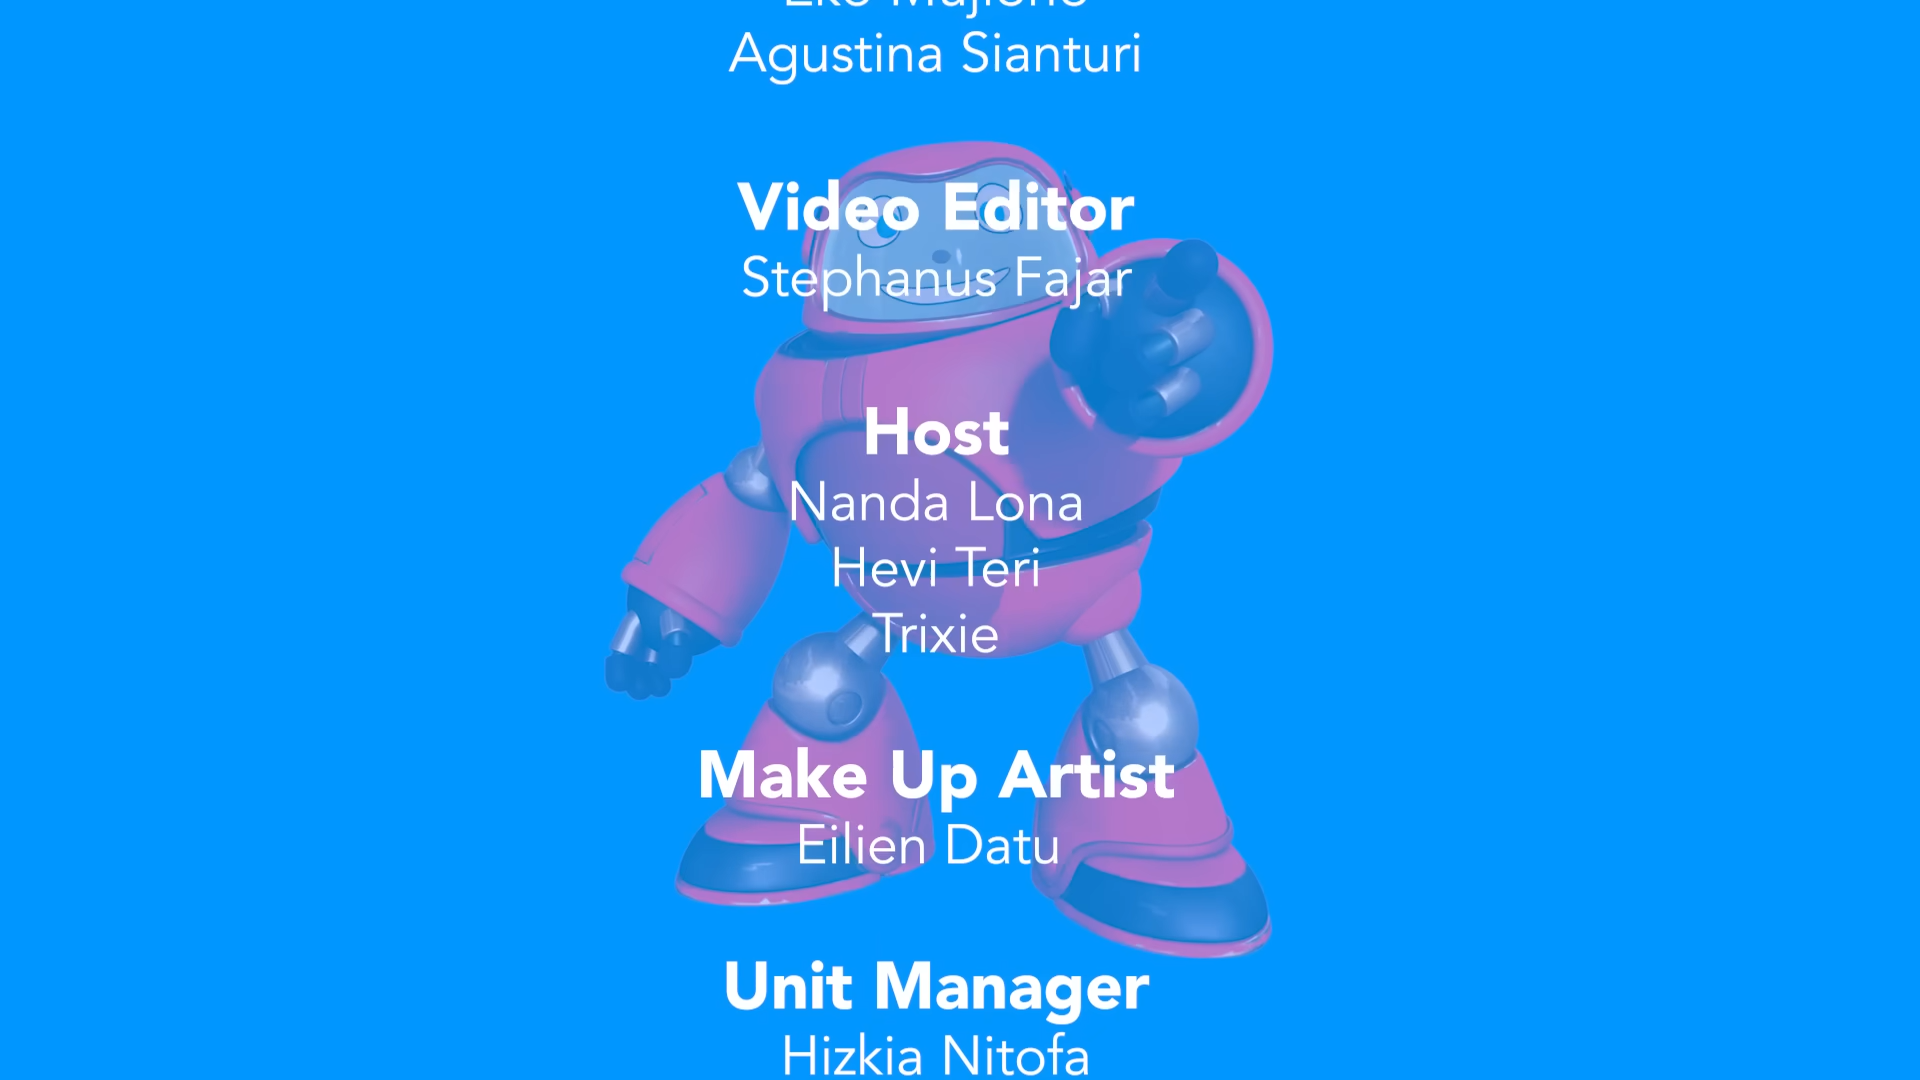 Agustina Sianturi
Video Editor
Stephanus Fajar
Host
Nanda Lona
Hevi Teri
Trixie
Make Up Artist
Eilien Datu
Unit Manager
Hizkia Nitofa